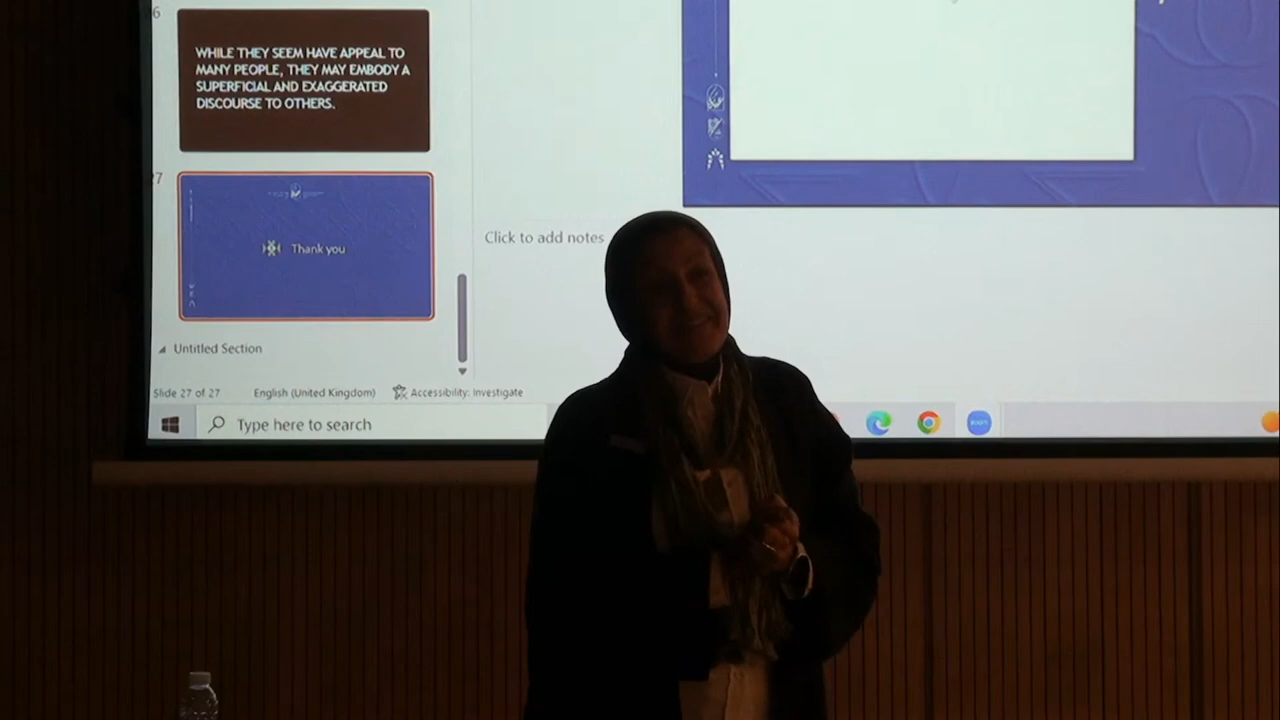 6
WHILE THEY SEEM HAVE APPEAL TO
MANY PEOPLE, THEY MAY EMBODY A
SUPERFICIAL AND EXAGGERATED
DISCOURSE TO OTHERS.
27
Thank you
Click to add notes
Untitled Section
Slide 27 of 27
English (United Kingdom)
Accessibility: Investigate
Type here to search
zoom